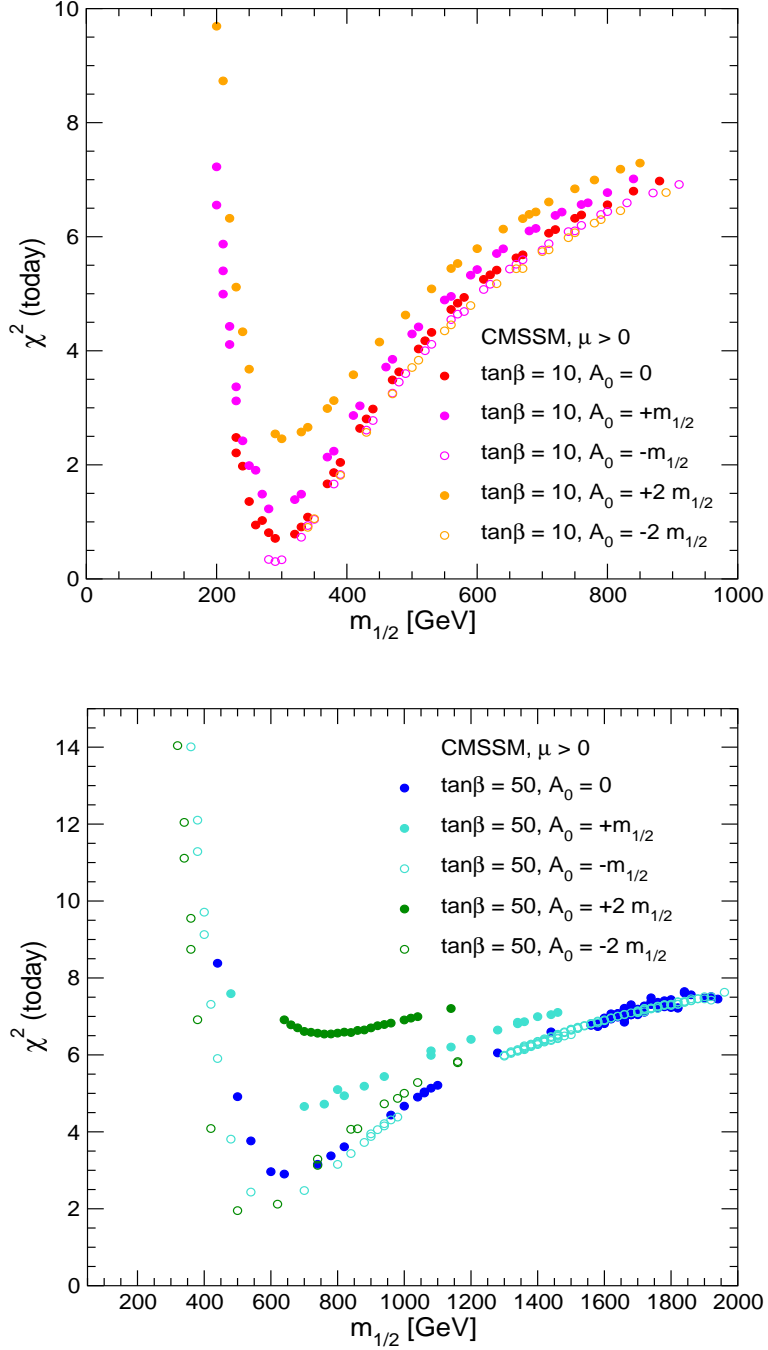 10
8
6
4
2
0
χ² (today)
CMSSM, μ > 0
tanβ = 10, A₀ = 0
tanβ = 10, A₀ = +m₁/₂
tanβ = 10, A₀ = -m₁/₂
tanβ = 10, A₀ = +2 m₁/₂
tanβ = 10, A₀ = -2 m₁/₂
0 200 400 600 800 1000
m₁/₂ [GeV]
14
12
10
8
6
4
2
0
χ² (today)
CMSSM, μ > 0
tanβ = 50, A₀ = 0
tanβ = 50, A₀ = +m₁/₂
tanβ = 50, A₀ = -m₁/₂
tanβ = 50, A₀ = +2 m₁/₂
tanβ = 50, A₀ = -2 m₁/₂
200 400 600 800 1000 1200 1400 1600 1800 2000
m₁/₂ [GeV]